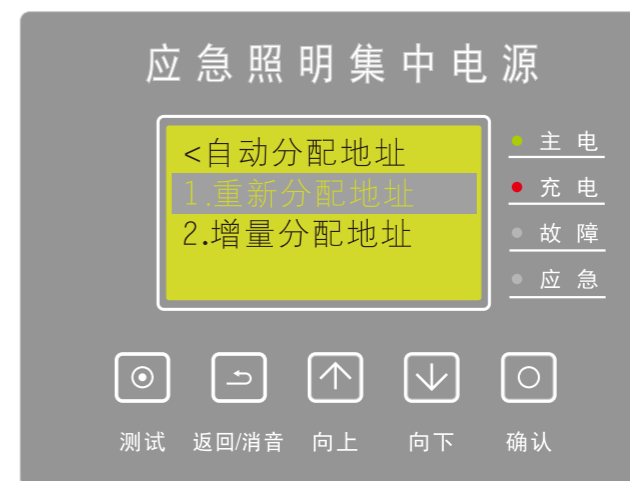 应急照明集中电源
<自动分配地址
1.重新分配地址
2.增量分配地址
主电
充电
故障
应急
测试 返回/消音 向上 向下 确认